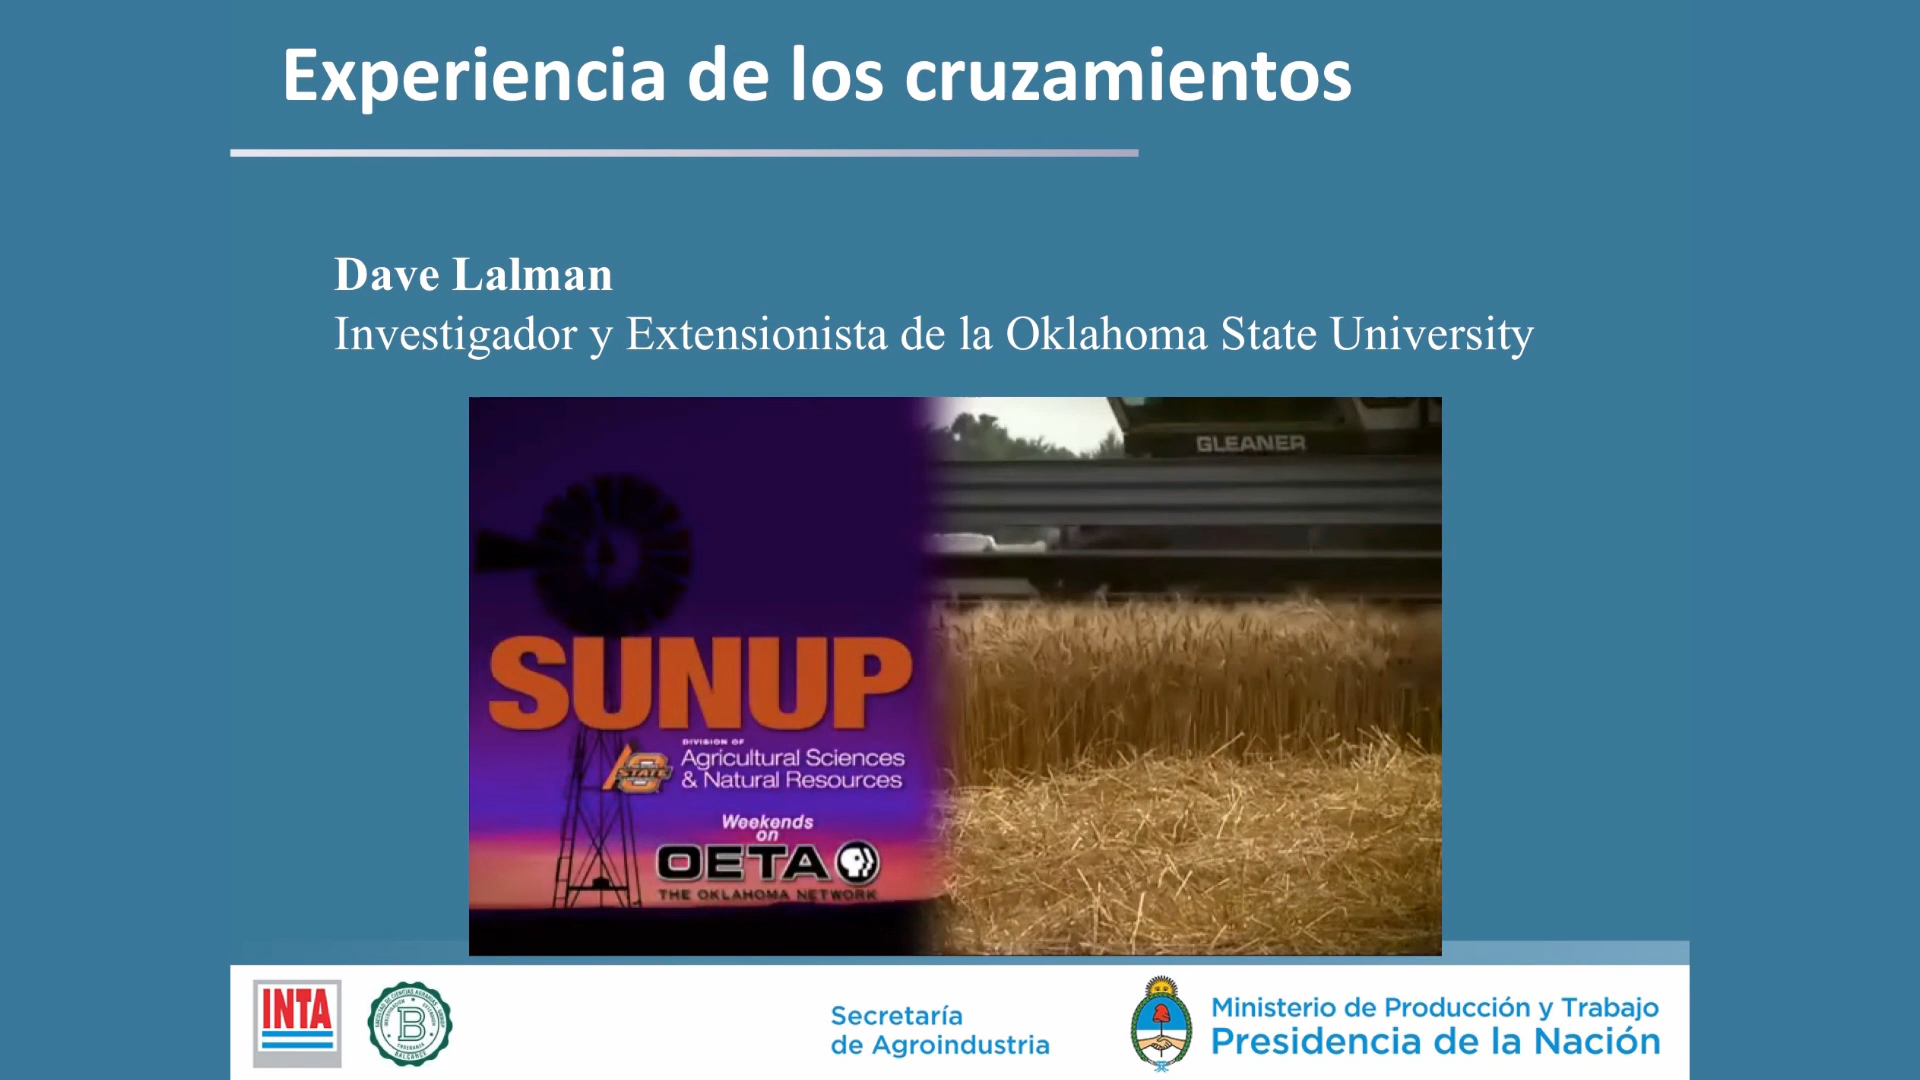 Experiencia de los cruzamientos
Dave Lalman
Investigador y Extensionista de la Oklahoma State University
GLEANER
SUNUP
DIVISION OF
STATE
Agricultural Sciences
& Natural Resources
Weekends
on
OETA
THE OKLAHOMA NETWORK
INTA
B
BALCARCE
Secretaría
de Agroindustria
Ministerio de Producción y Trabajo
Presidencia de la Nación